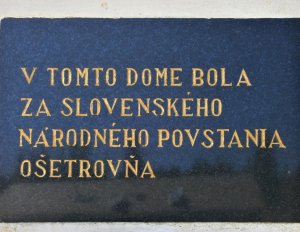 V TOMTO DOME BOLA
ZA SLOVENSKÉHO
NÁRODNÉHO POVSTANIA
OŠETROVŇA